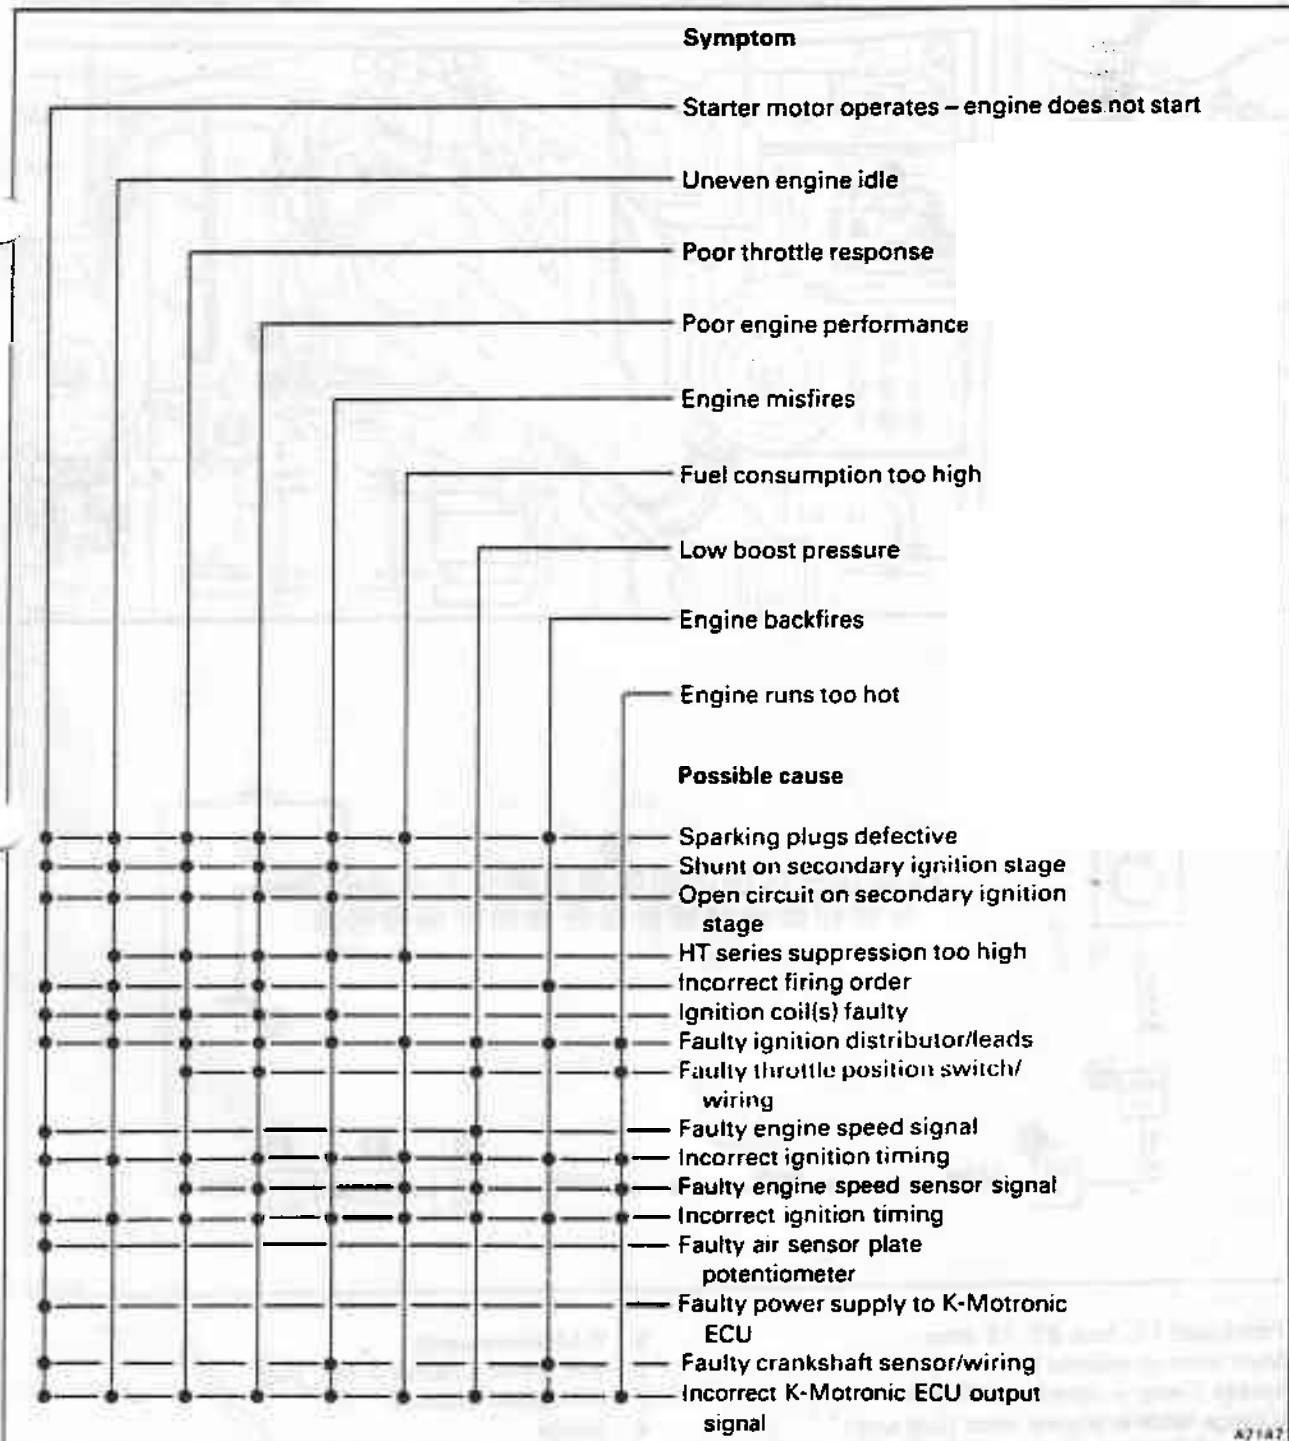 Symptom
Starter motor operates – engine does not start
Uneven engine idle
Poor throttle response
Poor engine performance
Engine misfires
Fuel consumption too high
Low boost pressure
Engine backfires
Engine runs too hot
Possible cause
Sparking plugs defective
Shunt on secondary ignition stage
Open circuit on secondary ignition
stage
HT series suppression too high
Incorrect firing order
Ignition coil(s) faulty
Faulty ignition distributor/leads
Faulty throttle position switch/
wiring
Faulty engine speed signal
Incorrect ignition timing
Faulty engine speed sensor signal
Incorrect ignition timing
Faulty air sensor plate
potentiometer
Faulty power supply to K-Motronic
ECU
Faulty crankshaft sensor/wiring
Incorrect K-Motronic ECU output
signal